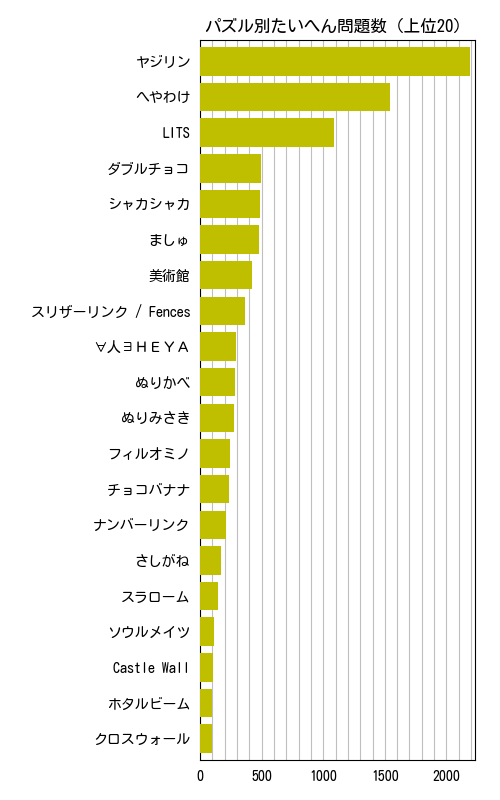 パズル別たいへん問題数 (上位20)
ヤジリン
へやわけ
LITS
ダブルチョコ
シャカシャカ
ましゅ
美術館
スリザーリンク / Fences
∀人∃ＨＥＹＡ
ぬりかべ
ぬりみさき
フィルオミノ
チョコバナナ
ナンバーリンク
さしがね
スラローム
ソウルメイツ
Castle Wall
ホタルビーム
クロスウォール
0 500 1000 1500 2000